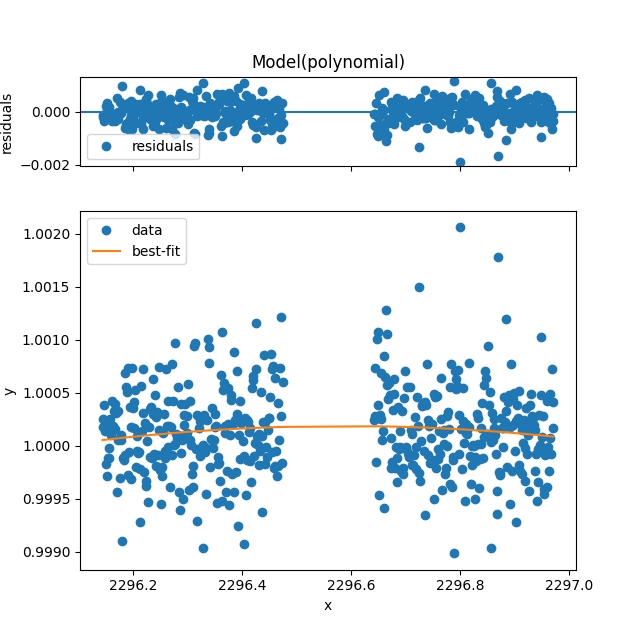 Model(polynomial)
residuals
0.000
−0.002
residuals
data
best-fit
y
1.0020
1.0015
1.0010
1.0005
1.0000
0.9995
0.9990
2296.2 2296.4 2296.6 2296.8 2297.0
x